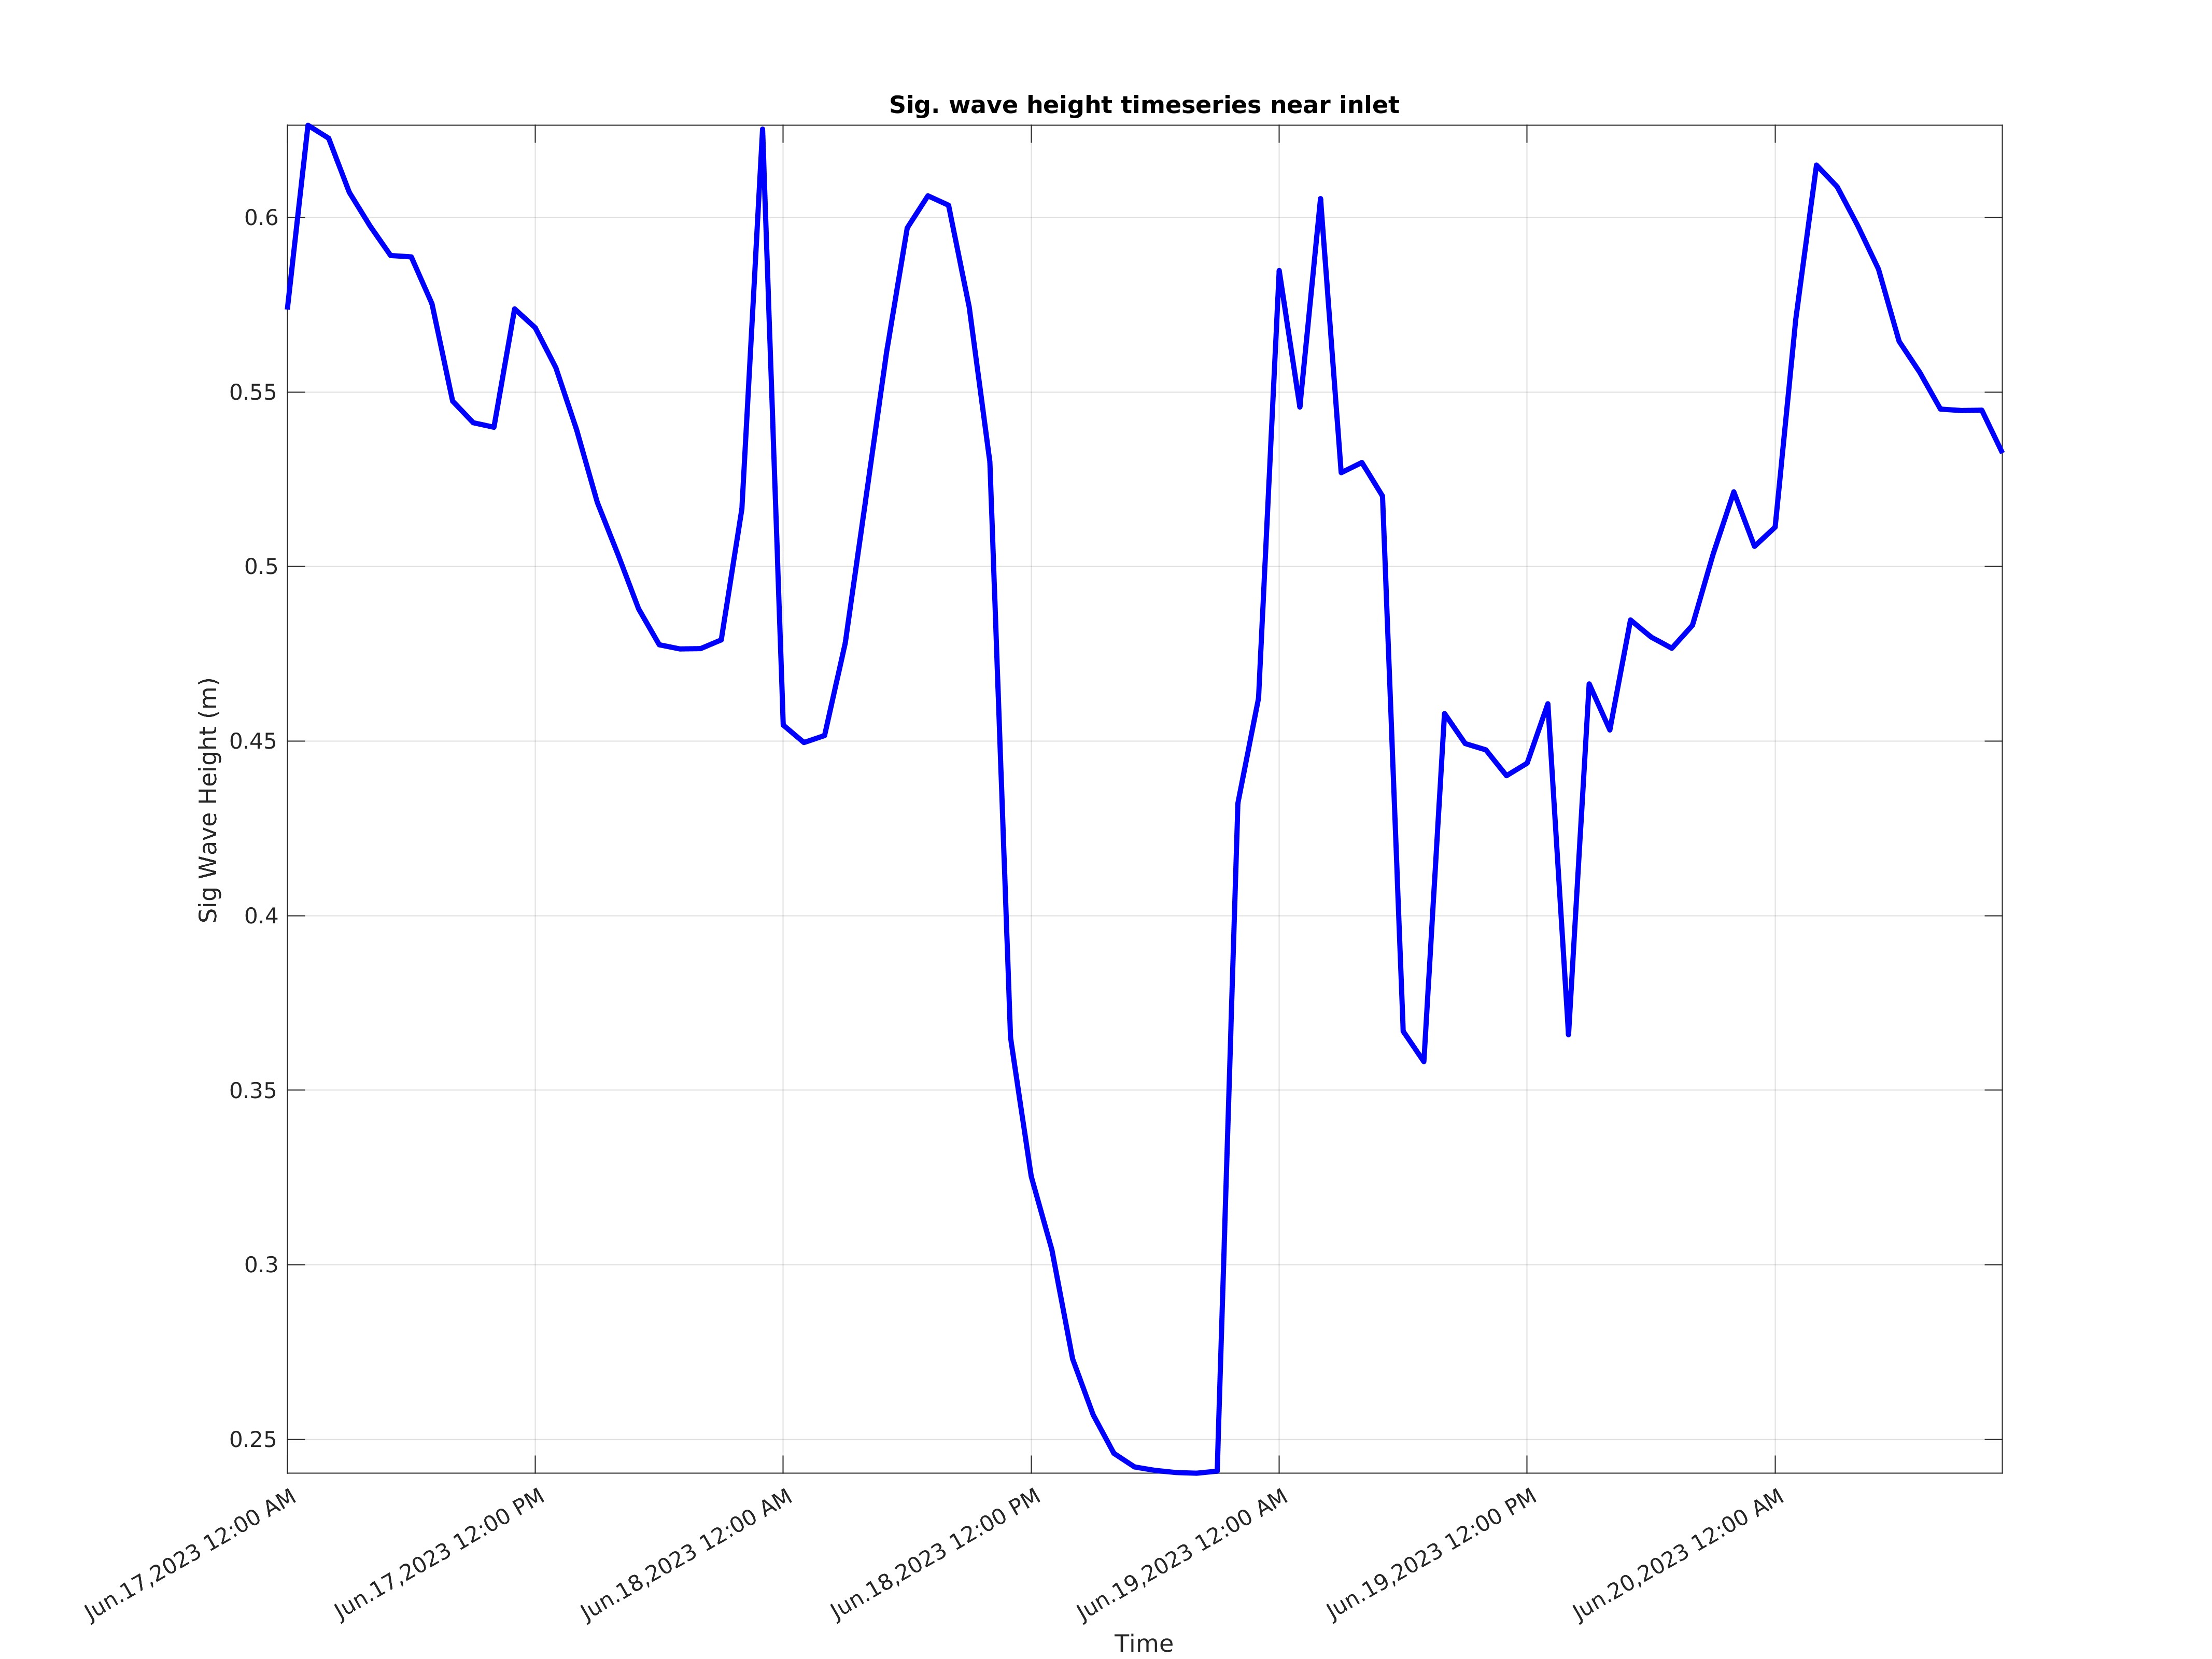 Sig. wave height timeseries near inlet
Sig Wave Height (m)
0.6
0.55
0.5
0.45
0.4
0.35
0.3
0.25
Jun.17,2023 12:00 AM
Jun.17,2023 12:00 PM
Jun.18,2023 12:00 AM
Jun.18,2023 12:00 PM
Jun.19,2023 12:00 AM
Jun.19,2023 12:00 PM
Jun.20,2023 12:00 AM
Time